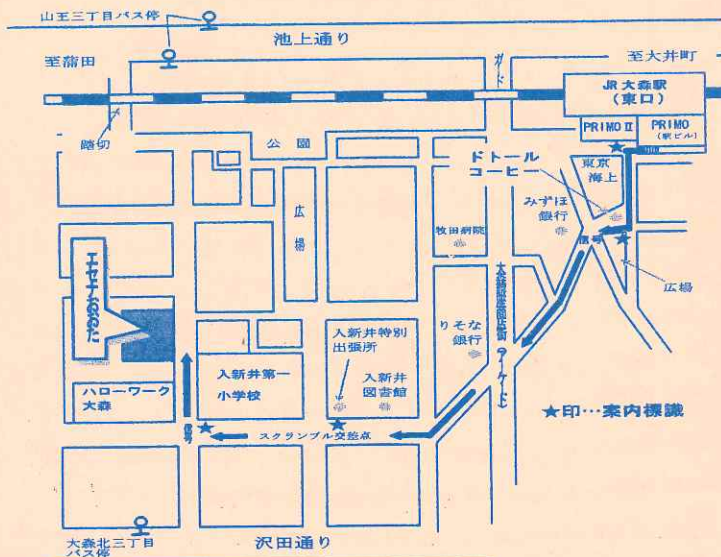 山王三丁目バス停
池上通り
至蒲田
ガード
至大井町
JR大森駅
(東口)
PRIMOⅡ
PRIMO
(駅ビル)
踏切
公園
ドトール
コーヒー
東京
海上
みずほ
銀行
広場
牧田病院
信号
広場
エセナおおた
入新井特別
出張所
りそな
銀行
(アーケード)
入新井第一
小学校
入新井
図書館
ハローワーク
大森
★印…案内標識
信号
スクランブル交差点
大森北三丁目
バス停
沢田通り